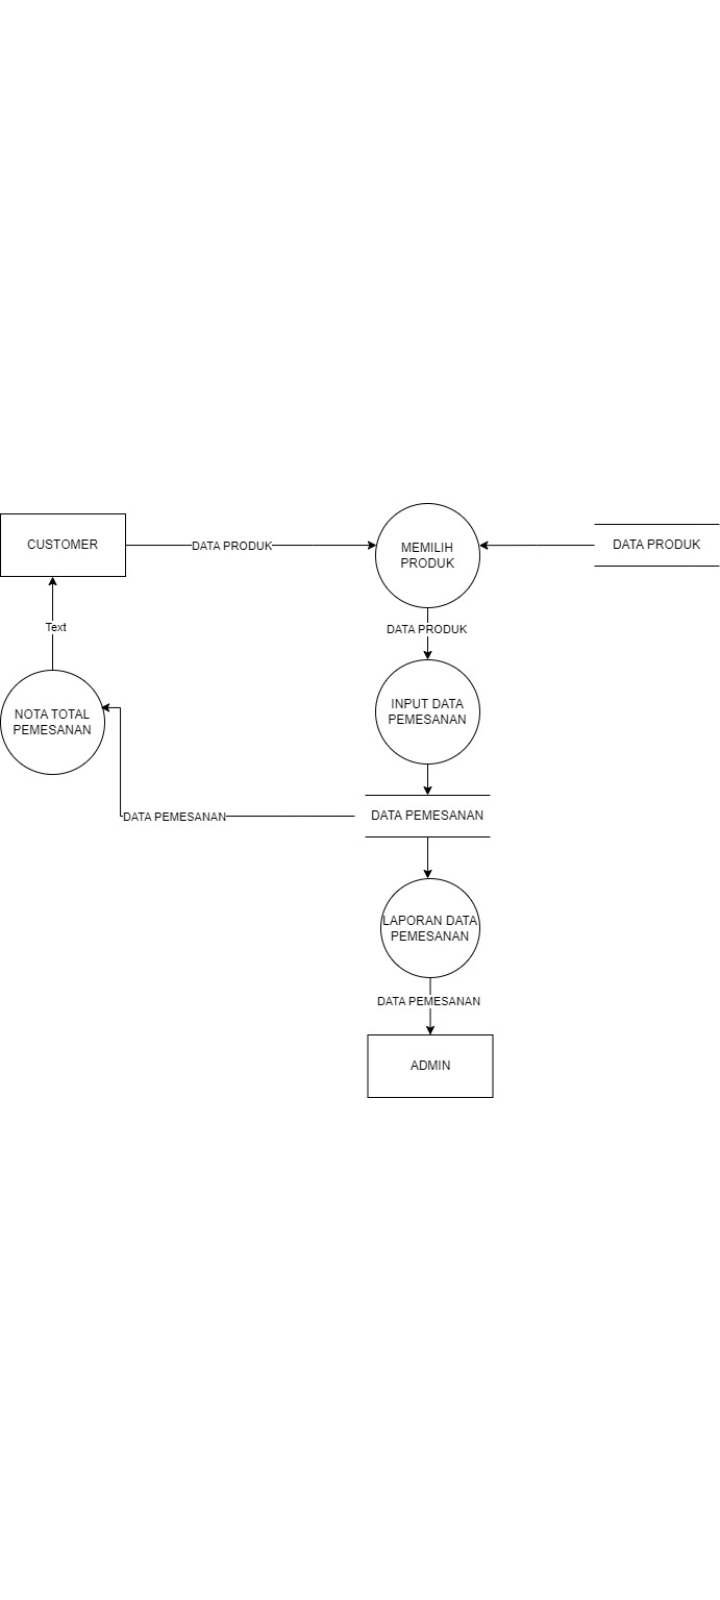 CUSTOMER
DATA PRODUK
MEMILIH
PRODUK
DATA PRODUK
Text
DATA PRODUK
NOTA TOTAL
PEMESANAN
INPUT DATA
PEMESANAN
DATA PEMESANAN
DATA PEMESANAN
LAPORAN DATA
PEMESANAN
DATA PEMESANAN
ADMIN